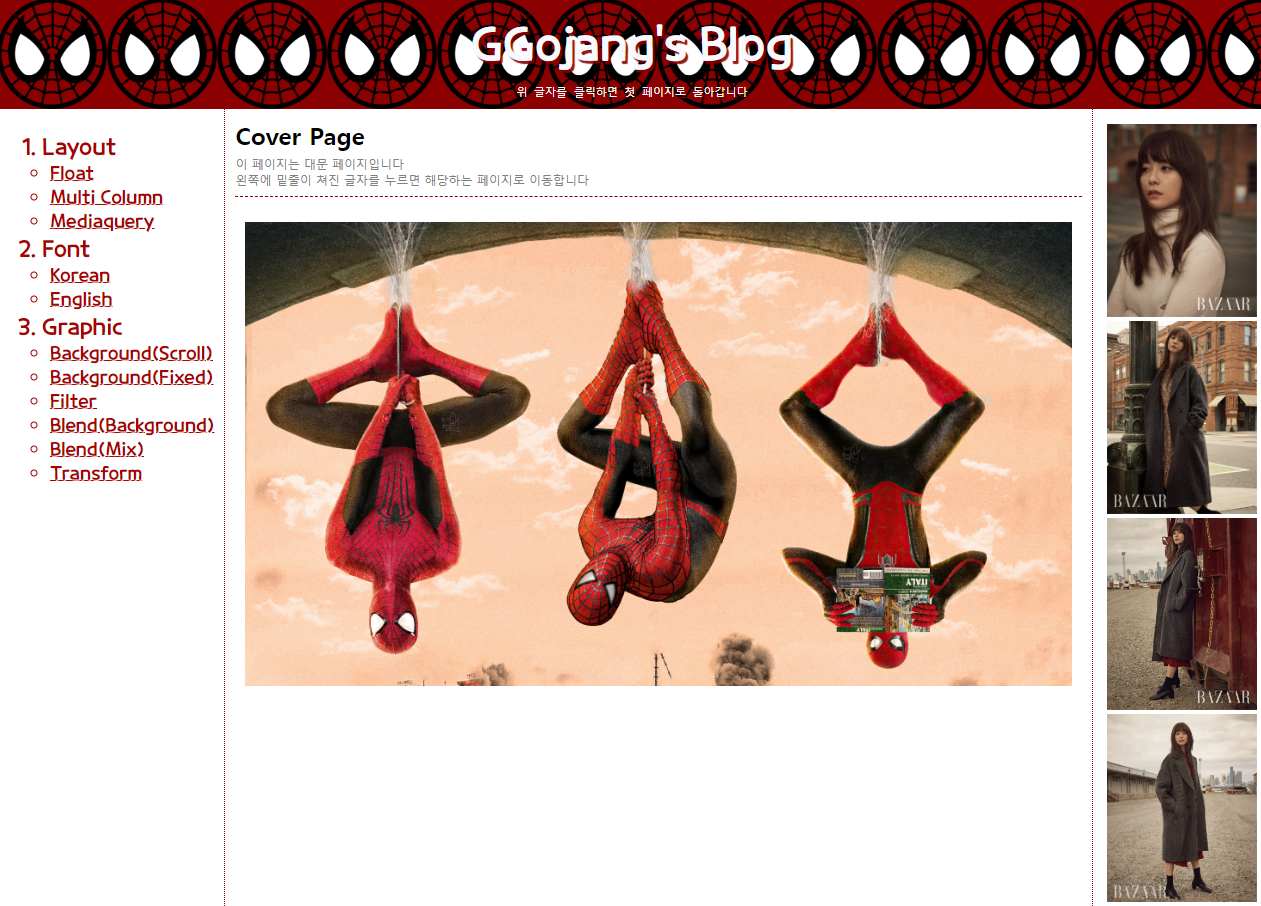 GGojang's Blog
위 글자를 클릭하면 첫 페이지로 돌아갑니다
1. Layout
Float
Multi Column
Mediaquery
2. Font
Korean
English
3. Graphic
Background(Scroll)
Background(Fixed)
Filter
Blend(Background)
Blend(Mix)
Transform
Cover Page
이 페이지는 대문 페이지입니다
왼쪽에 밑줄이 쳐진 글자를 누르면 해당하는 페이지로 이동합니다
ITALY
BAZAAR
BAZAAR
BAZAAR
BAZAAR